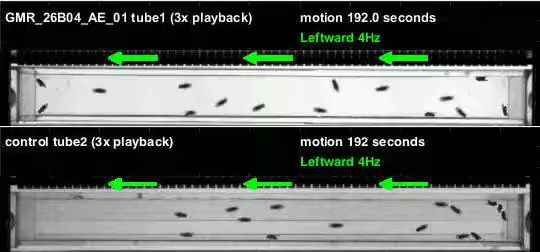 GMR_26B04_AE_01 tube1 (3x playback)
motion 192.0 seconds
Leftward 4Hz
control tube2 (3x playback)
motion 192 seconds
Leftward 4Hz